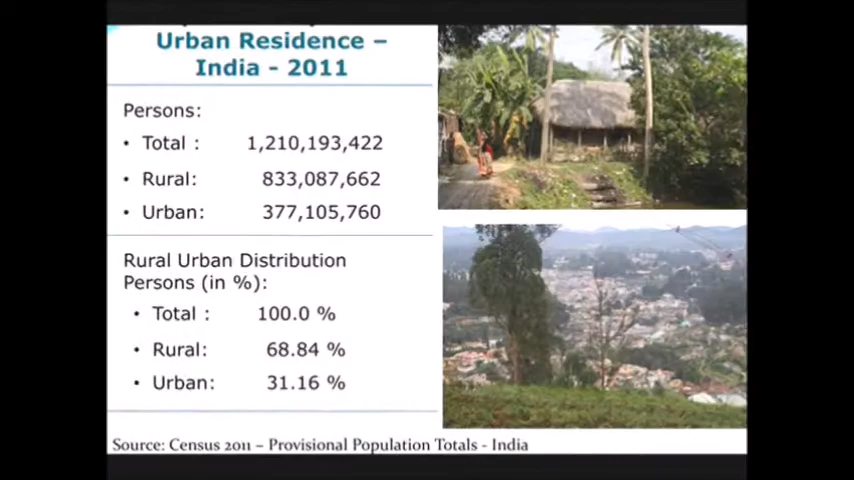 Urban Residence –
India - 2011
Persons:
• Total : 1,210,193,422
• Rural: 833,087,662
• Urban: 377,105,760
Rural Urban Distribution
Persons (in %):
• Total : 100.0 %
• Rural: 68.84 %
• Urban: 31.16 %
Source: Census 2011 – Provisional Population Totals - India